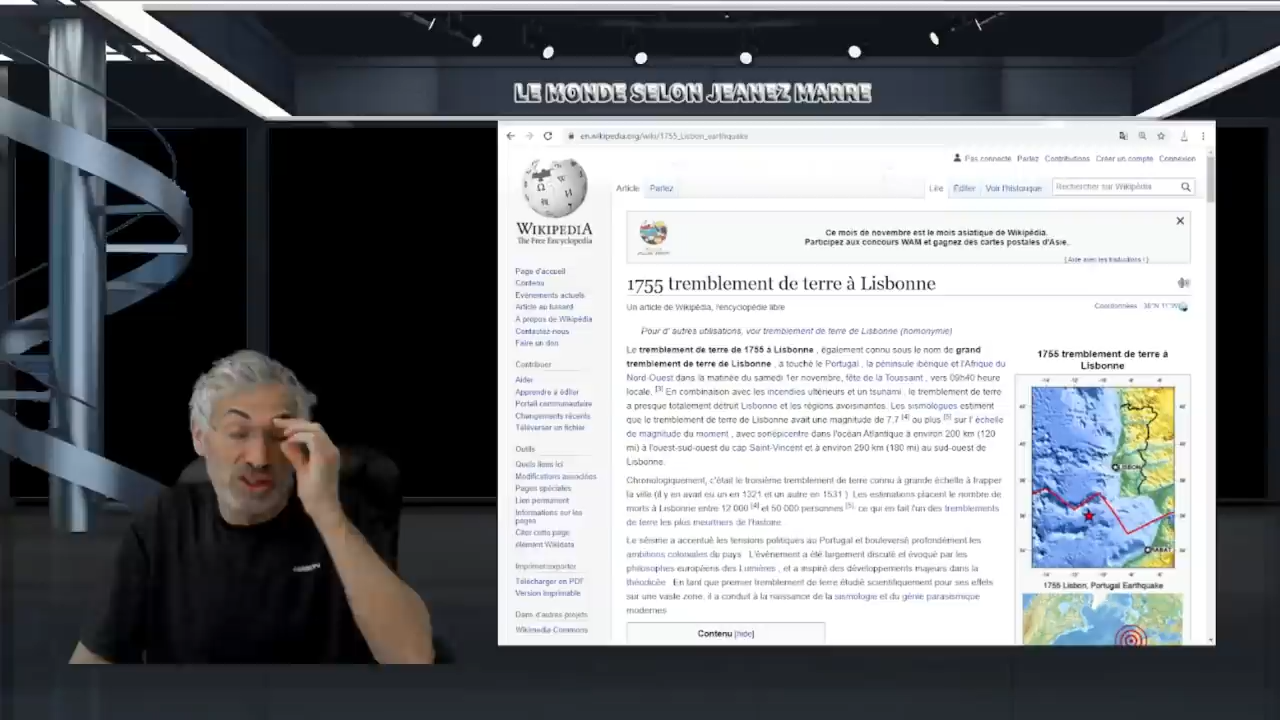 LE MONDE SELON JEANEZ MARRE
en.wikipedia.org/wiki/1755_Lisbon_earthquake
Pas connecté Parlez Contributions Créer un compte Connexion
Article Parlez Lire Éditer Voir l'historique Rechercher sur Wikipédia
WIKIPEDIA
The Free Encyclopedia
Ce mois de novembre est le mois asiatique de Wikipédia.
Participez aux concours WAM et gagnez des cartes postales d'Asie.
( Aide avec les traductions ! )
Page d'accueil
Contenu
Evénements actuels
Article au hasard
A propos de Wikipédia
Contactez-nous
Faire un don
Contribuer
Aider
Apprendre à éditer
Portail communautaire
Changements récents
Téléverser un fichier
Outils
Quels liens ici
Modifications associées
Pages spéciales
Lien permanent
Informations sur les
pages
Citer cette page
élément Wikidata
Imprimer/exporter
Télécharger en PDF
Version imprimable
Dans d'autres projets
Wikimedia Commons
1755 tremblement de terre à Lisbonne
Un article de Wikipédia, l'encyclopédie libre
Coordonnées
Pour d' autres utilisations, voir tremblement de terre de Lisbonne (homonymie)
Le tremblement de terre de 1755 à Lisbonne , également connu sous le nom de grand
tremblement de terre de Lisbonne , a touché le Portugal , la péninsule ibérique et l'Afrique du
Nord-Ouest dans la matinée du samedi 1er novembre, fête de la Toussaint , vers 09h40 heure
locale. [3] En combinaison avec les incendies ultérieurs et un tsunami , le tremblement de terre
a presque totalement détruit Lisbonne et les régions avoisinantes. Les sismologues estiment
que le tremblement de terre de Lisbonne avait une magnitude de 7,7 [4] ou plus [5] sur l' échelle
de magnitude du moment , avec son épicentre dans l'océan Atlantique à environ 200 km (120
mi) à l'ouest-sud-ouest du cap Saint-Vincent et à environ 290 km (180 mi) au sud-ouest de
Lisbonne.
Chronologiquement, c'était le troisième tremblement de terre connu à grande échelle à frapper
la ville (il y en avait eu un en 1321 et un autre en 1531 ) Les estimations placent le nombre de
morts à Lisbonne entre 12 000 [4] et 50 000 personnes [5], ce qui en fait l'un des tremblements
de terre les plus meurtriers de l'histoire
Le séisme a accentué les tensions politiques au Portugal et bouleversé profondément les
ambitions coloniales du pays L'événement a été largement discuté et évoqué par les
philosophes européens des Lumières , et a inspiré des développements majeurs dans la
théodicée En tant que premier tremblement de terre étudié scientifiquement pour ses effets
sur une vaste zone, il a conduit à la naissance de la sismologie et du génie parasismique
modernes
Contenu [hide]
1755 tremblement de terre à
Lisbonne
LISBON
RABAT
1755 Lisbon, Portugal Earthquake